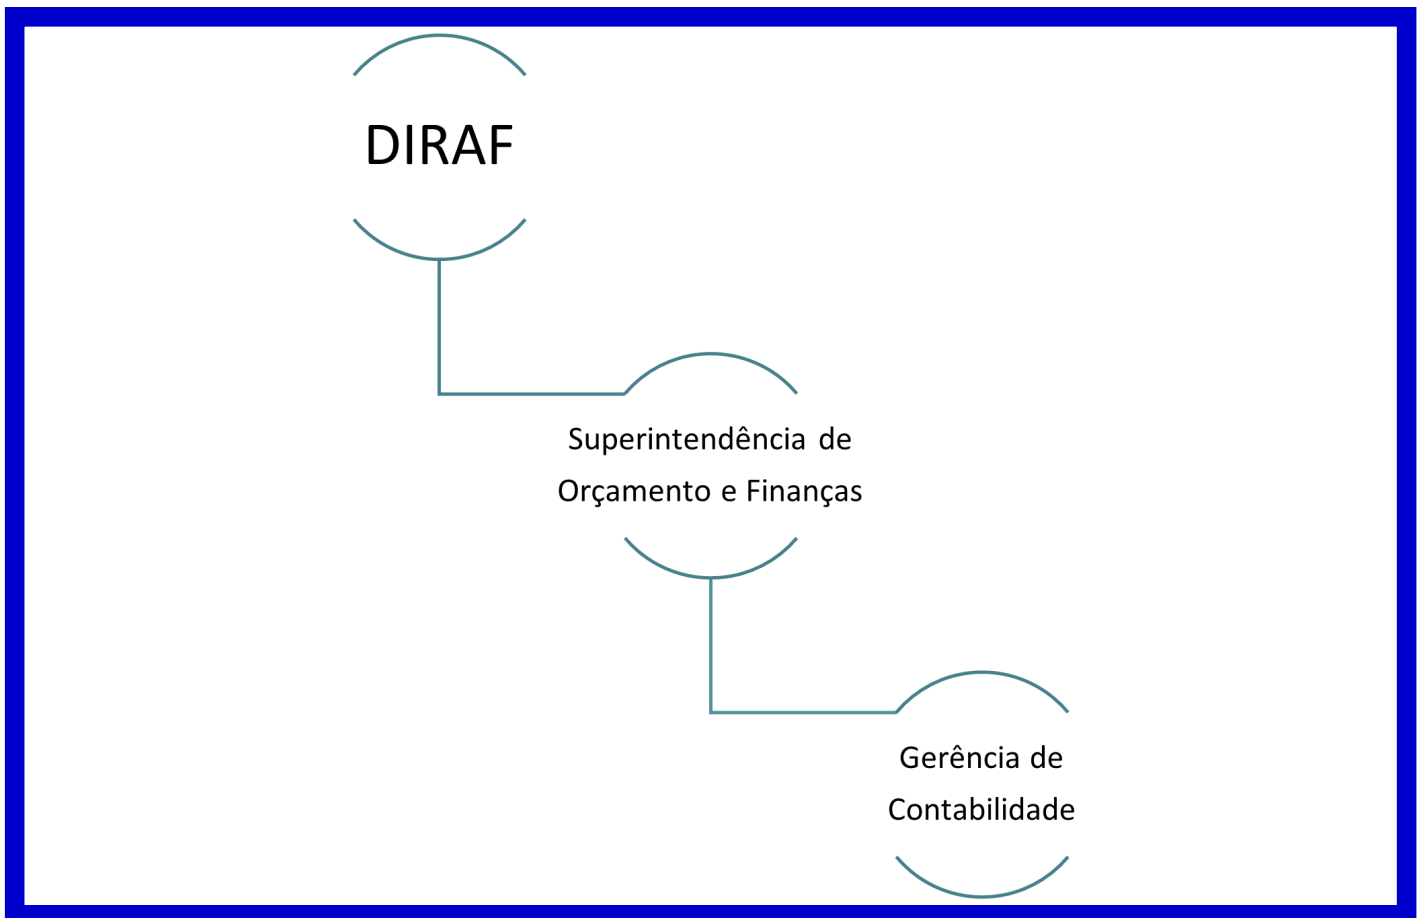 DIRAF
Superintendência de
Orçamento e Finanças
Gerência de
Contabilidade